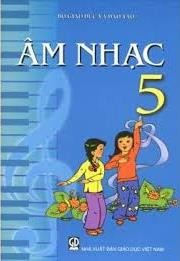 BỘ GIÁO DỤC VÀ ĐÀO TẠO
ÂM NHẠC
5
NHÀ XUẤT BẢN GIÁO DỤC VIỆT NAM